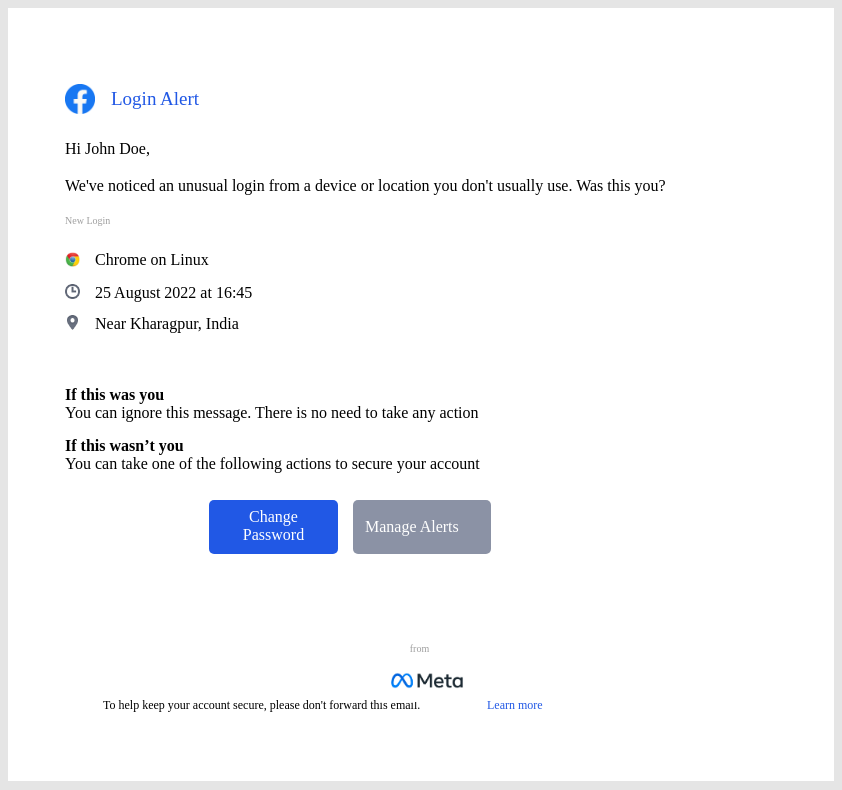 Login Alert
Hi John Doe,
We've noticed an unusual login from a device or location you don't usually use. Was this you?
New Login
Chrome on Linux
25 August 2022 at 16:45
Near Kharagpur, India
If this was you
You can ignore this message. There is no need to take any action
If this wasn’t you
You can take one of the following actions to secure your account
Change
Password
Manage Alerts
from
Meta
To help keep your account secure, please don't forward this email.
Learn more